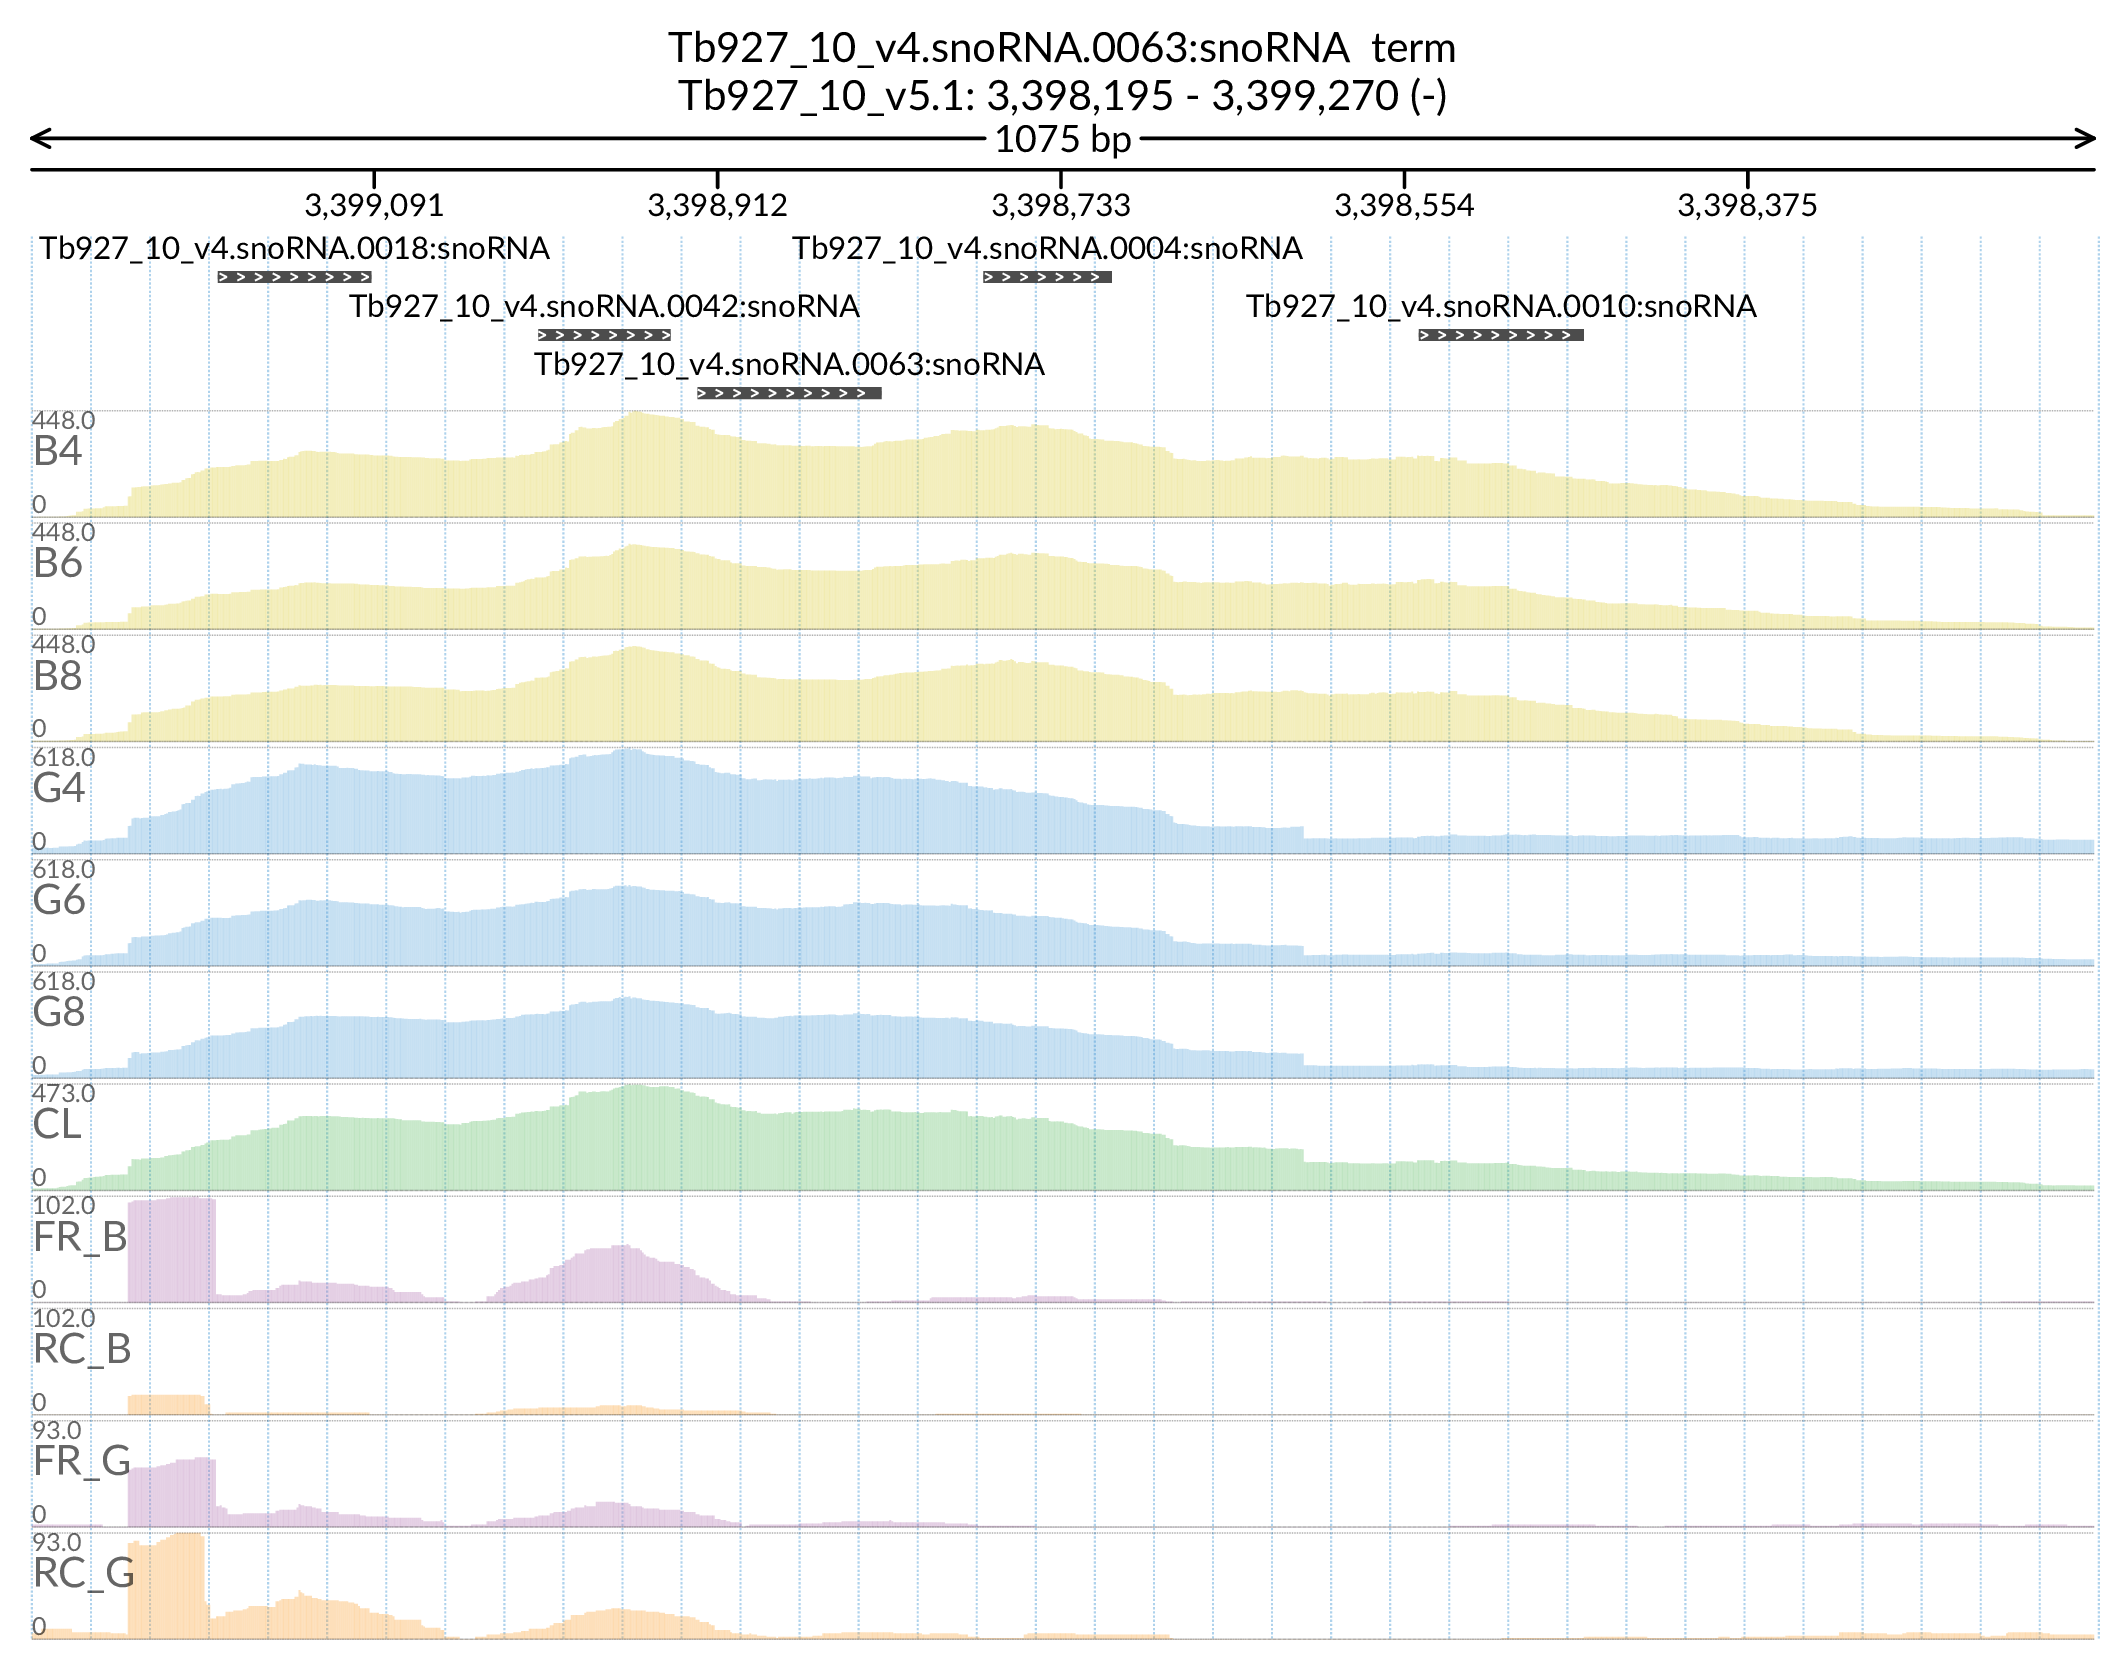 Tb927_10_v4.snoRNA.0063:snoRNA  term
Tb927_10_v5.1: 3,398,195 - 3,399,270 (-)
1075 bp
3,399,091 3,398,912 3,398,733 3,398,554 3,398,375
Tb927_10_v4.snoRNA.0018:snoRNA Tb927_10_v4.snoRNA.0004:snoRNA
Tb927_10_v4.snoRNA.0042:snoRNA Tb927_10_v4.snoRNA.0010:snoRNA
Tb927_10_v4.snoRNA.0063:snoRNA
448.0
B4
0
448.0
B6
0
448.0
B8
0
618.0
G4
0
618.0
G6
0
618.0
G8
0
473.0
CL
0
102.0
FR_B
0
102.0
RC_B
0
93.0
FR_G
0
93.0
RC_G
0